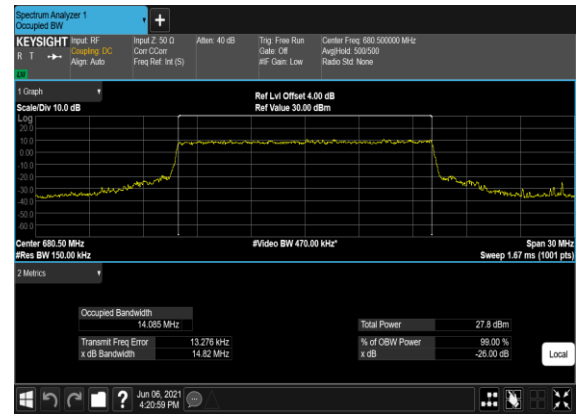 Spectrum Analyzer 1
Occupied BW
KEYSIGHT
R T
LW
Input: RF
Coupling: DC
Align: Auto
Input Z: 50 Ω
Corr CCorr
Freq Ref: Int (S)
Atten: 40 dB
Trig: Free Run
Gate: Off
#IF Gain: Low
Center Freq: 680.500000 MHz
Avg|Hold: 500/500
Radio Std: None
1 Graph
Scale/Div 10.0 dB
Ref Lvl Offset 4.00 dB
Ref Value 30.00 dBm
Log
20.0
10.0
0.00
-10.0
-20.0
-30.0
-40.0
-50.0
-60.0
Center 680.50 MHz
#Video BW 470.00 kHz*
Span 30 MHz
#Res BW 150.00 kHz
Sweep 1.67 ms (1001 pts)
2 Metrics
Occupied Bandwidth
14.085 MHz
Total Power 27.8 dBm
Transmit Freq Error 13.276 kHz
% of OBW Power 99.00 %
x dB Bandwidth 14.82 MHz
x dB -26.00 dB
Local
?
Jun 06, 2021
4:20:59 PM